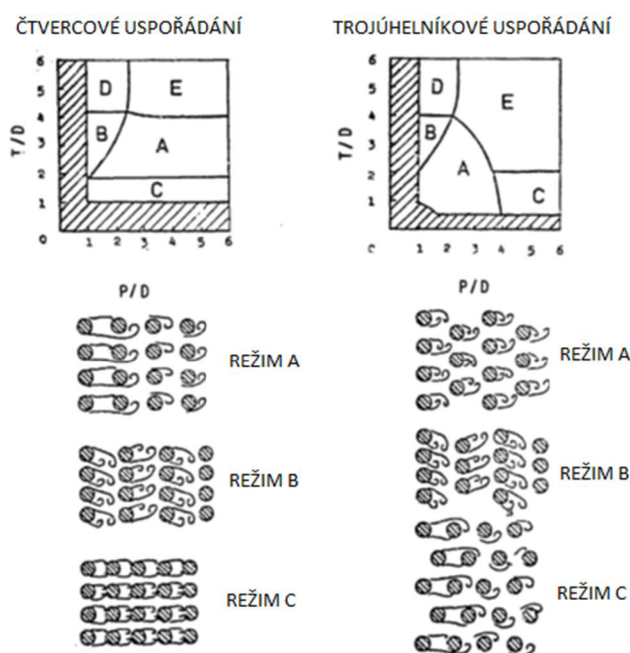 ČTVERCOVÉ USPOŘÁDÁNÍ
TROJÚHELNÍKOVÉ USPOŘÁDÁNÍ
6
5
4
3
2
1
0
T/D
D
E
B
A
C
1 2 3 4 5 6
P/D
6
5
4
3
2
1
0
T/D
D
E
B
A
C
1 2 3 4 5 6
P/D
REŽIM A
REŽIM A
REŽIM B
REŽIM B
REŽIM C
REŽIM C